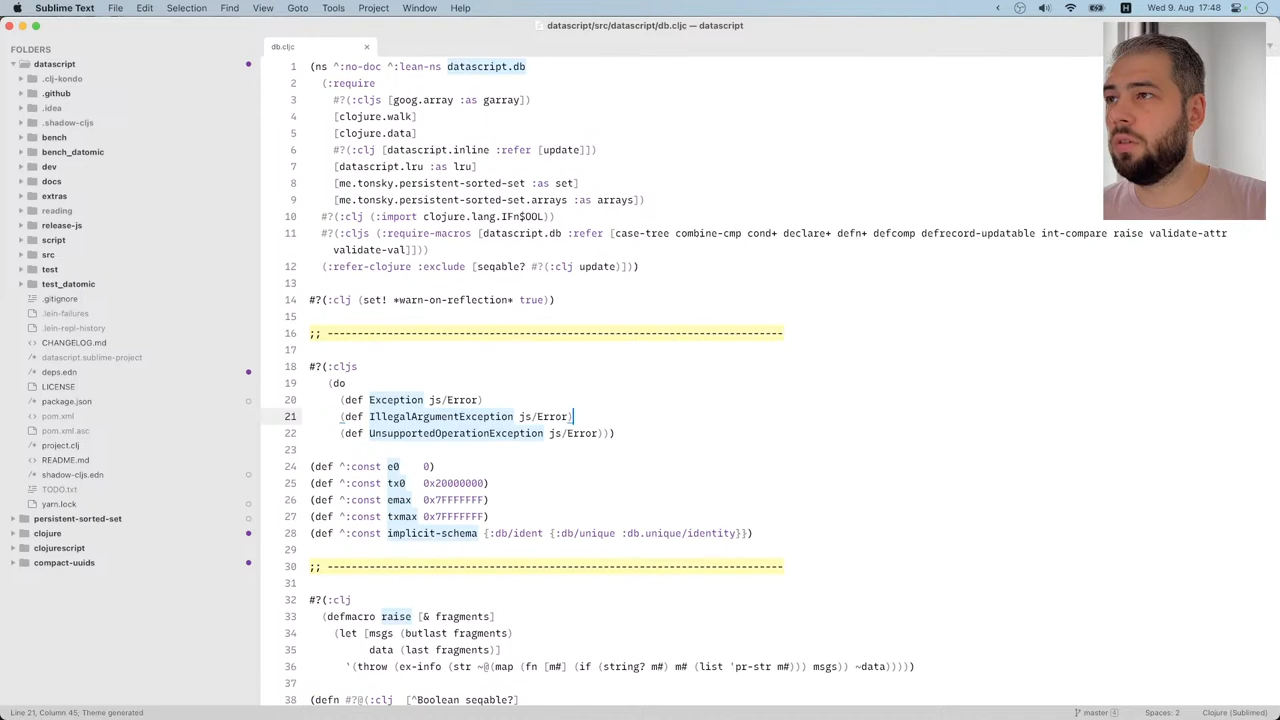 Sublime Text File Edit Selection Find View Goto Tools Project Window Help
Wed 9. Aug 17:48
datascript/src/datascript/db.cljc — datascript
FOLDERS
datascript
.clj-kondo
.github
.idea
.shadow-cljs
bench
bench_datomic
dev
docs
extras
reading
release-js
script
src
test
test_datomic
.gitignore
.lein-failures
.lein-repl-history
CHANGELOG.md
datascript.sublime-project
deps.edn
LICENSE
package.json
pom.xml
pom.xml.asc
project.clj
README.md
shadow-cljs.edn
TODO.txt
yarn.lock
persistent-sorted-set
clojure
clojurescript
compact-uuids
db.cljc
1 (ns ^:no-doc ^:lean-ns datascript.db
2 (:require
3 #?(:cljs [goog.array :as garray])
4 [clojure.walk]
5 [clojure.data]
6 #?(:clj [datascript.inline :refer [update]])
7 [datascript.lru :as lru]
8 [me.tonsky.persistent-sorted-set :as set]
9 [me.tonsky.persistent-sorted-set.arrays :as arrays])
10 #?(:clj (:import clojure.lang.IFn$OOL))
11 #?(:cljs (:require-macros [datascript.db :refer [case-tree combine-cmp cond+ declare+ defn+ defcomp defrecord-updatable int-compare raise validate-attr
validate-val]]))
12 (:refer-clojure :exclude [seqable? #?(:clj update)]))
13
14 #?(:clj (set! *warn-on-reflection* true))
15
16 ;; ----------------------------------------------------------------------------
17
18 #?(:cljs
19 (do
20 (def Exception js/Error)
21 (def IllegalArgumentException js/Error)
22 (def UnsupportedOperationException js/Error)))
23
24 (def ^:const e0 0)
25 (def ^:const tx0 0x20000000)
26 (def ^:const emax 0x7FFFFFFF)
27 (def ^:const txmax 0x7FFFFFFF)
28 (def ^:const implicit-schema {:db/ident {:db/unique :db.unique/identity}})
29
30 ;; ----------------------------------------------------------------------------
31
32 #?(:clj
33 (defmacro raise [& fragments]
34 (let [msgs (butlast fragments)
35 data (last fragments)]
36 `(throw (ex-info (str ~@(map (fn [m#] (if (string? m#) m# (list 'pr-str m#))) msgs)) ~data)))))
37
38 (defn #?@(:clj [^Boolean seqable?]
Line 21, Column 45; Theme generated
master 4
Spaces: 2
Clojure (Sublimed)